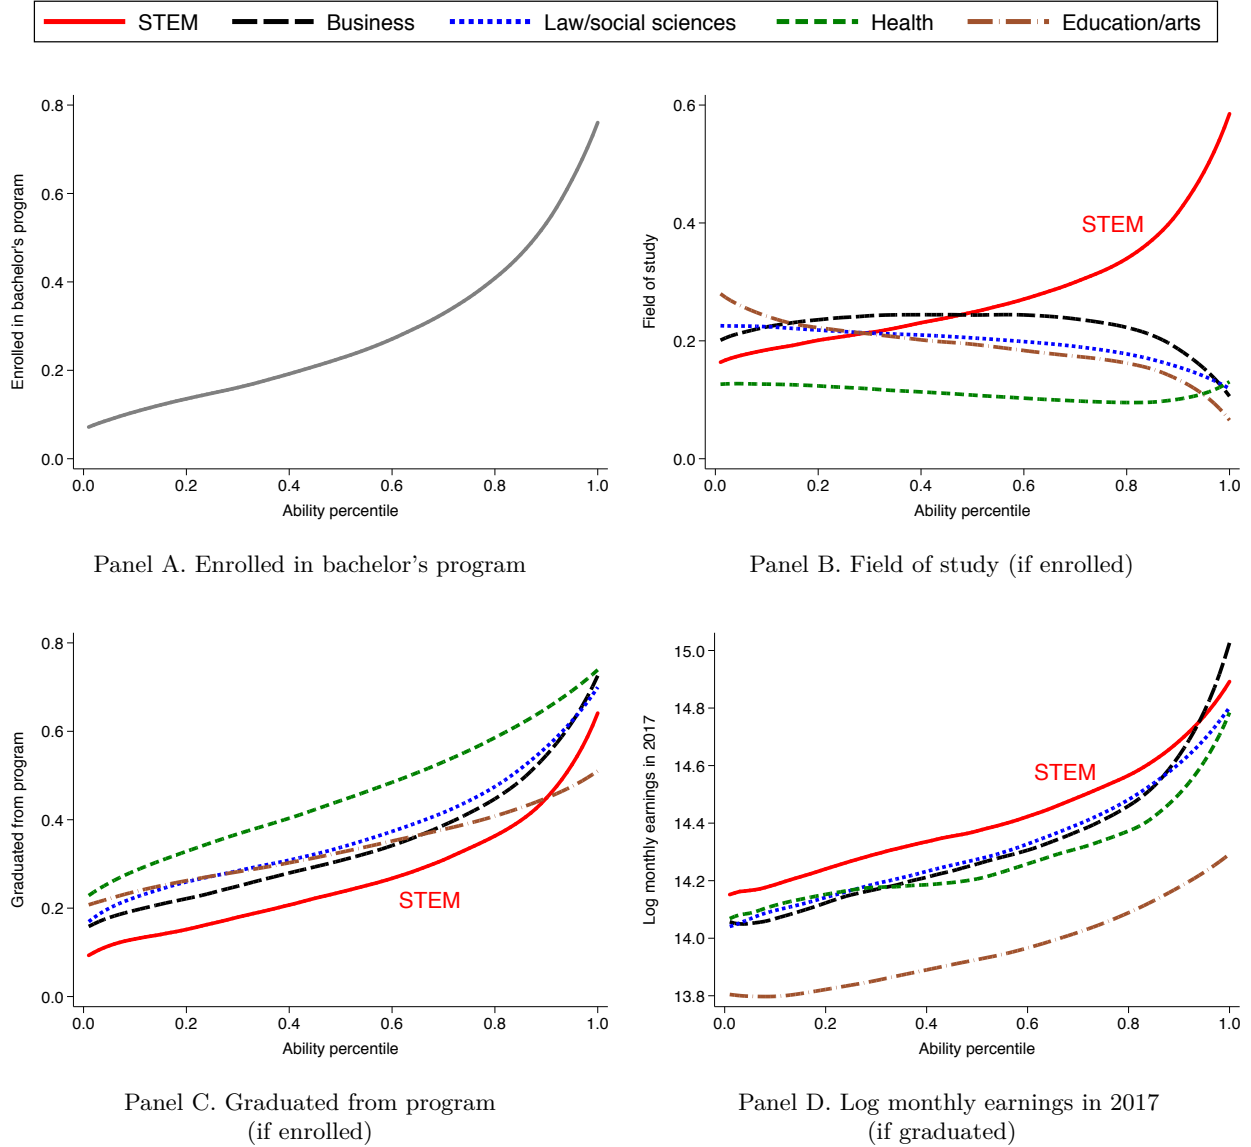 STEM Business Law/social sciences Health Education/arts
Enrolled in bachelor's program
0.8
0.6
0.4
0.2
0.0
0.0 0.2 0.4 0.6 0.8 1.0
Ability percentile
Panel A. Enrolled in bachelor's program
Field of study
0.6
0.4
0.2
0.0
STEM
0.0 0.2 0.4 0.6 0.8 1.0
Ability percentile
Panel B. Field of study (if enrolled)
Graduated from program
0.8
0.6
0.4
0.2
0.0
STEM
0.0 0.2 0.4 0.6 0.8 1.0
Ability percentile
Panel C. Graduated from program
(if enrolled)
Log monthly earnings in 2017
15.0
14.8
14.6
14.4
14.2
14.0
13.8
STEM
0.0 0.2 0.4 0.6 0.8 1.0
Ability percentile
Panel D. Log monthly earnings in 2017
(if graduated)